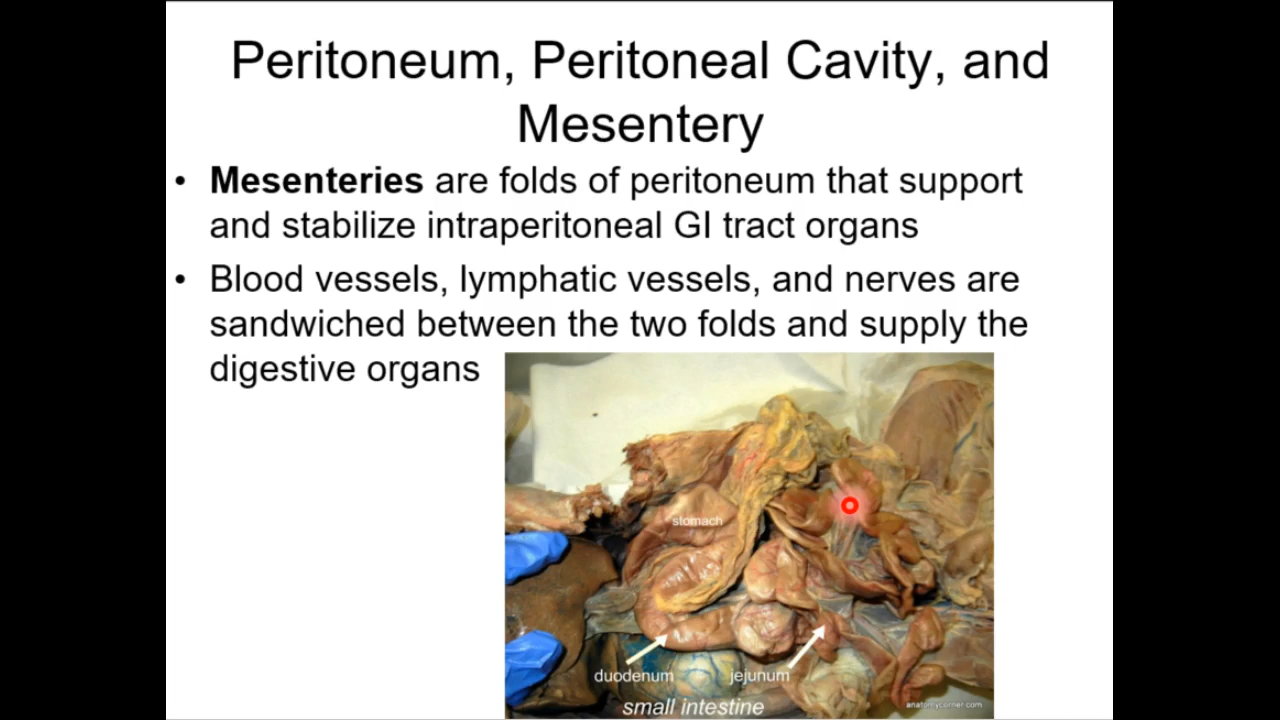 Peritoneum, Peritoneal Cavity, and
Mesentery
• Mesenteries are folds of peritoneum that support
and stabilize intraperitoneal GI tract organs
• Blood vessels, lymphatic vessels, and nerves are
sandwiched between the two folds and supply the
digestive organs
stomach
duodenum
jejunum
small intestine
anatomycorner.com